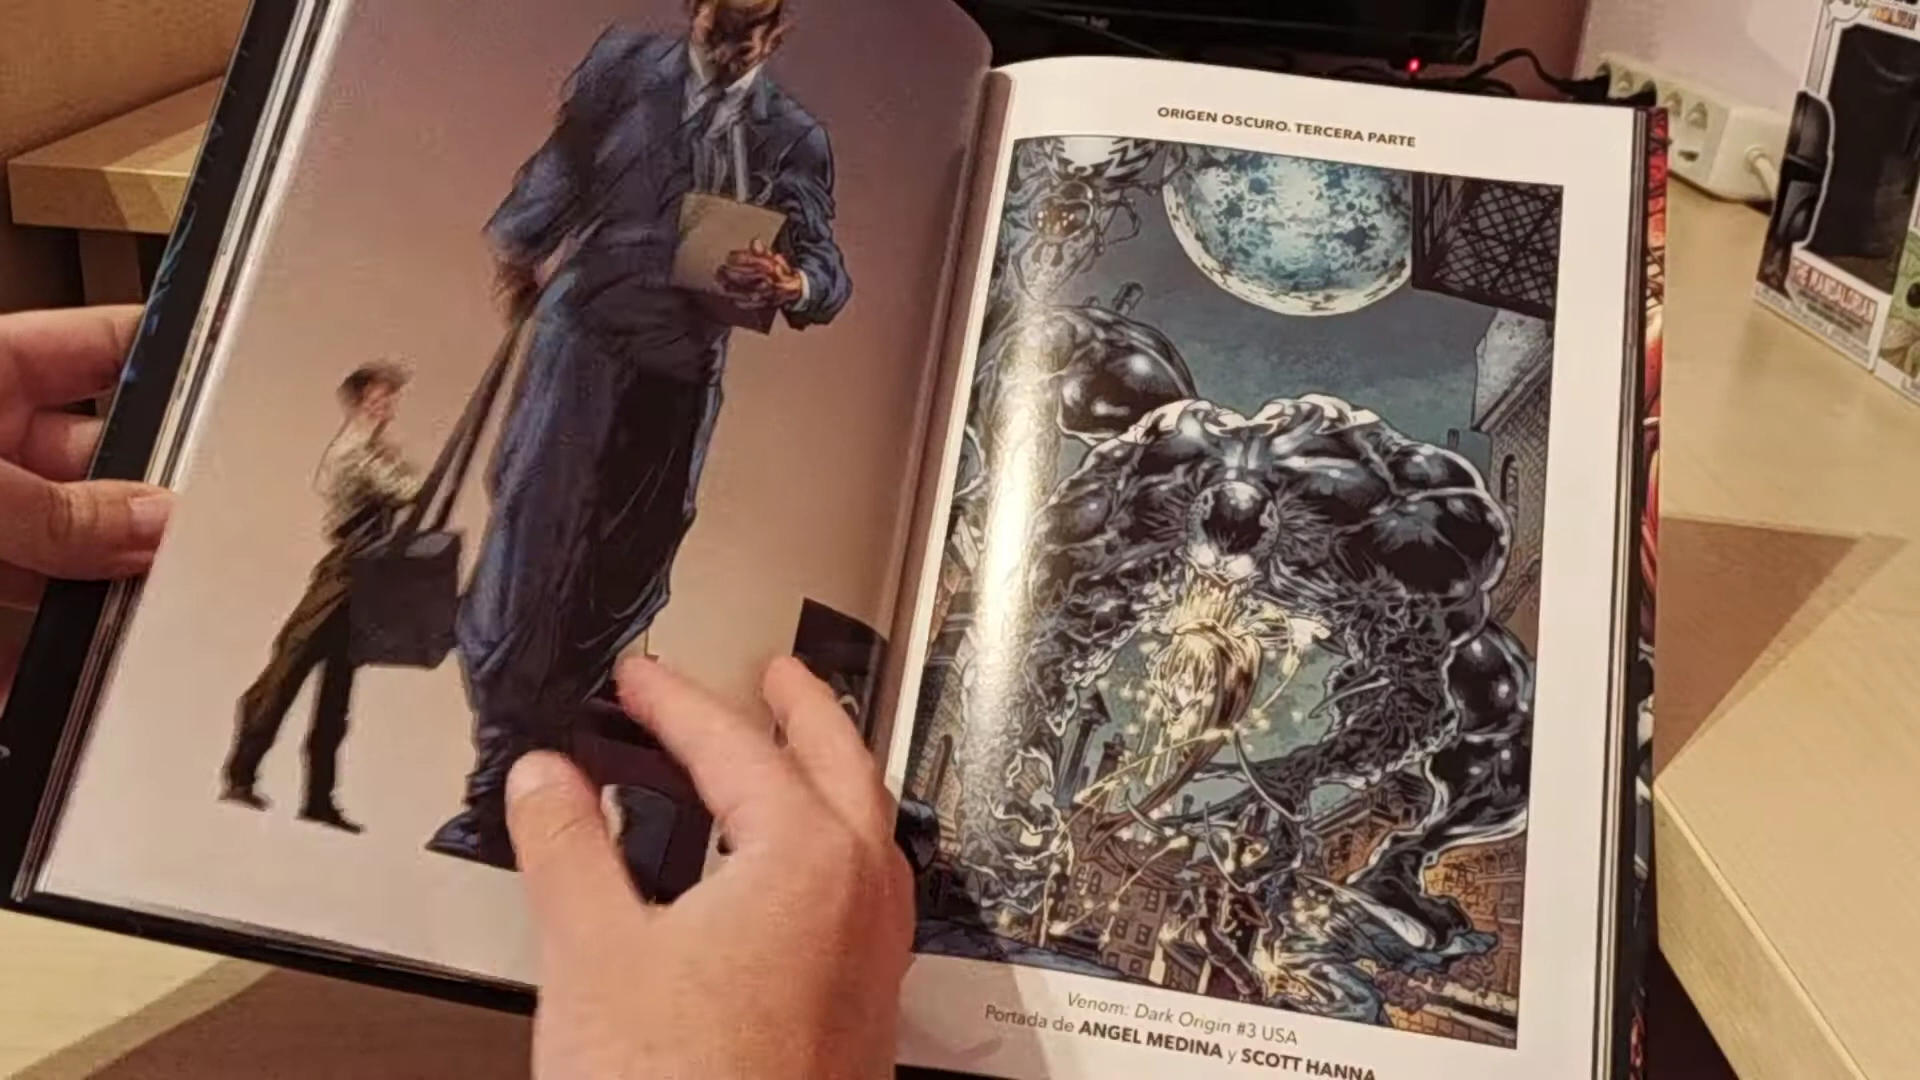 ORIGEN OSCURO. TERCERA PARTE
Venom: Dark Origin #3 USA
Portada de ANGEL MEDINA y SCOTT HANNA